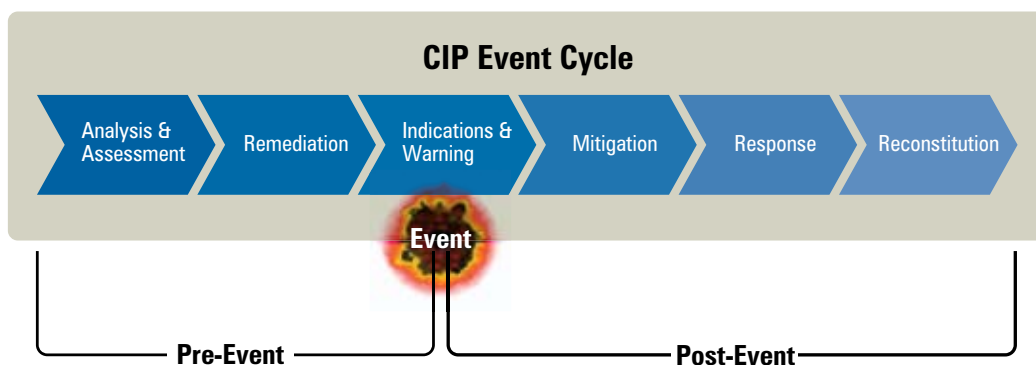 CIP Event Cycle
Analysis &
Assessment
Remediation
Indications &
Warning
Mitigation
Response
Reconstitution
Event
Pre-Event
Post-Event